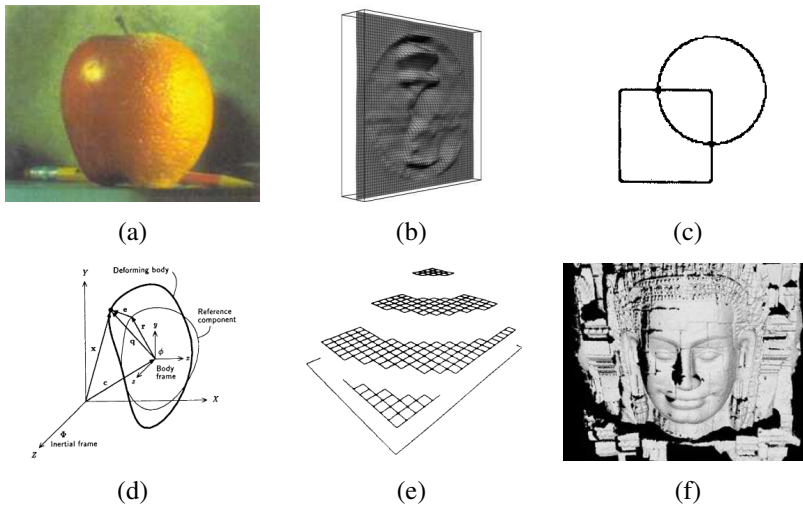 (a)
(b)
(c)
Y
Deforming body
Reference
component
e
r
y
q
x
ϕ
z
Body
frame
c
z
X
Φ
Inertial frame
Z
(d)
(e)
(f)